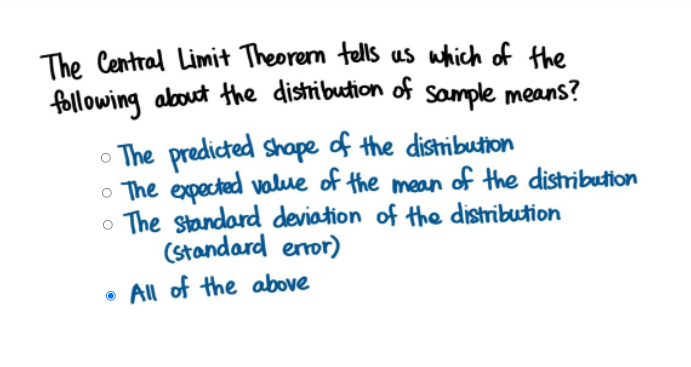 The Central Limit Theorem tells us which of the
following about the distribution of sample means?
The predicted shape of the distribution
The expected value of the mean of the distribution
The standard deviation of the distribution
(standard error)
All of the above